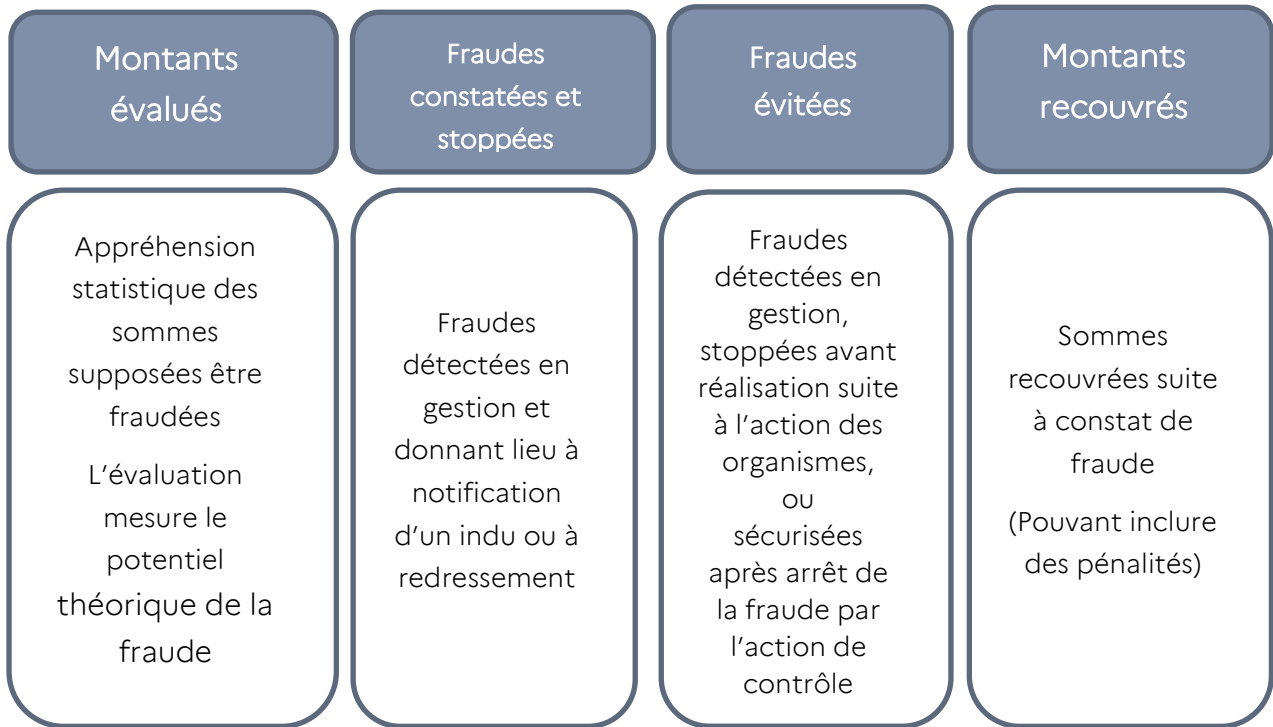 Montants
évalués
Fraudes
constatées et
stoppées
Fraudes
évitées
Montants
recouvrés
Appréhension
statistique des
sommes
supposées être
fraudées
L'évaluation
mesure le
potentiel
théorique de la
fraude
Fraudes
détectées en
gestion et
donnant lieu à
notification
d'un indu ou à
redressement
Fraudes
détectées en
gestion,
stoppées avant
réalisation suite
à l'action des
organismes,
ou
sécurisées
après arrêt de
la fraude par
l'action de
contrôle
Sommes
recouvrées suite
à constat de
fraude
(Pouvant inclure
des pénalités)